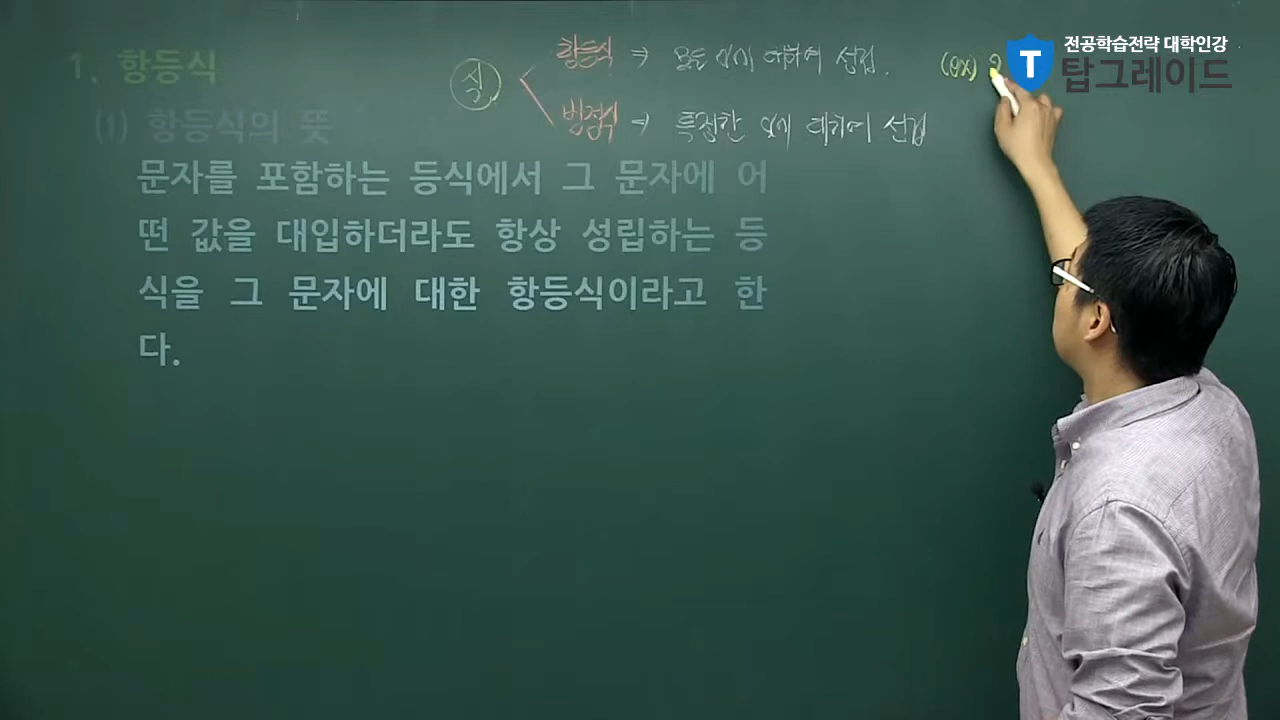 1. 항등식
(1) 항등식의 뜻
문자를 포함하는 등식에서 그 문자에 어
떤 값을 대입하더라도 항상 성립하는 등
식을 그 문자에 대한 항등식이라고 한
다.
식
항등식 → 모든 값에 대하여 성립.
방정식 → 특정한 값에 대하여 성립
(ex) 2
전공학습전략 대학인강
T 탑그레이드